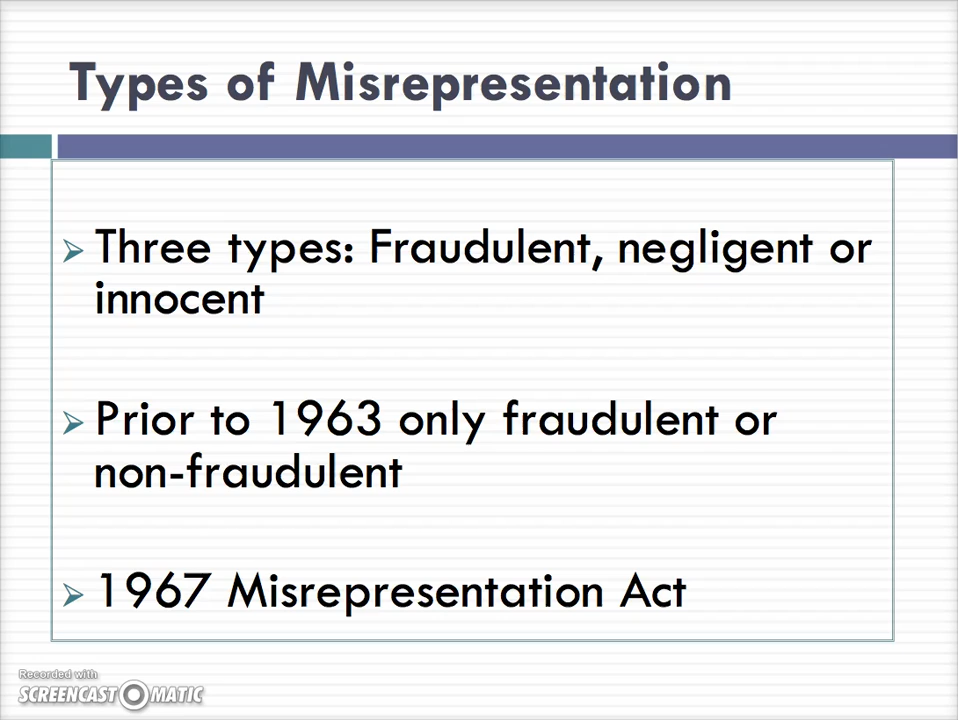 Types of Misrepresentation
Three types: Fraudulent, negligent or
innocent
Prior to 1963 only fraudulent or
non-fraudulent
1967 Misrepresentation Act
Recorded with
SCREENCAST MATIC